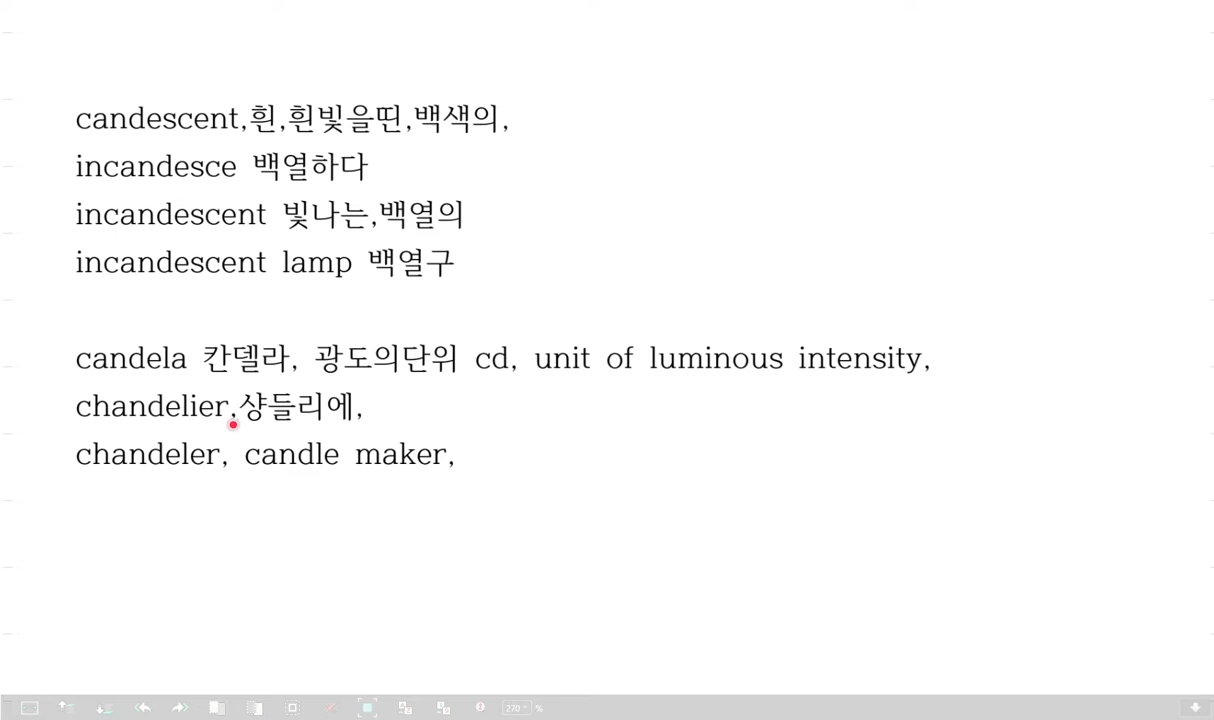 candescent,흰,흰빛을띤,백색의,
incandesce 백열하다
incandescent 빛나는,백열의
incandescent lamp 백열구
candela 칸델라, 광도의단위 cd, unit of luminous intensity,
chandelier,샹들리에,
chandeler, candle maker,
270 %